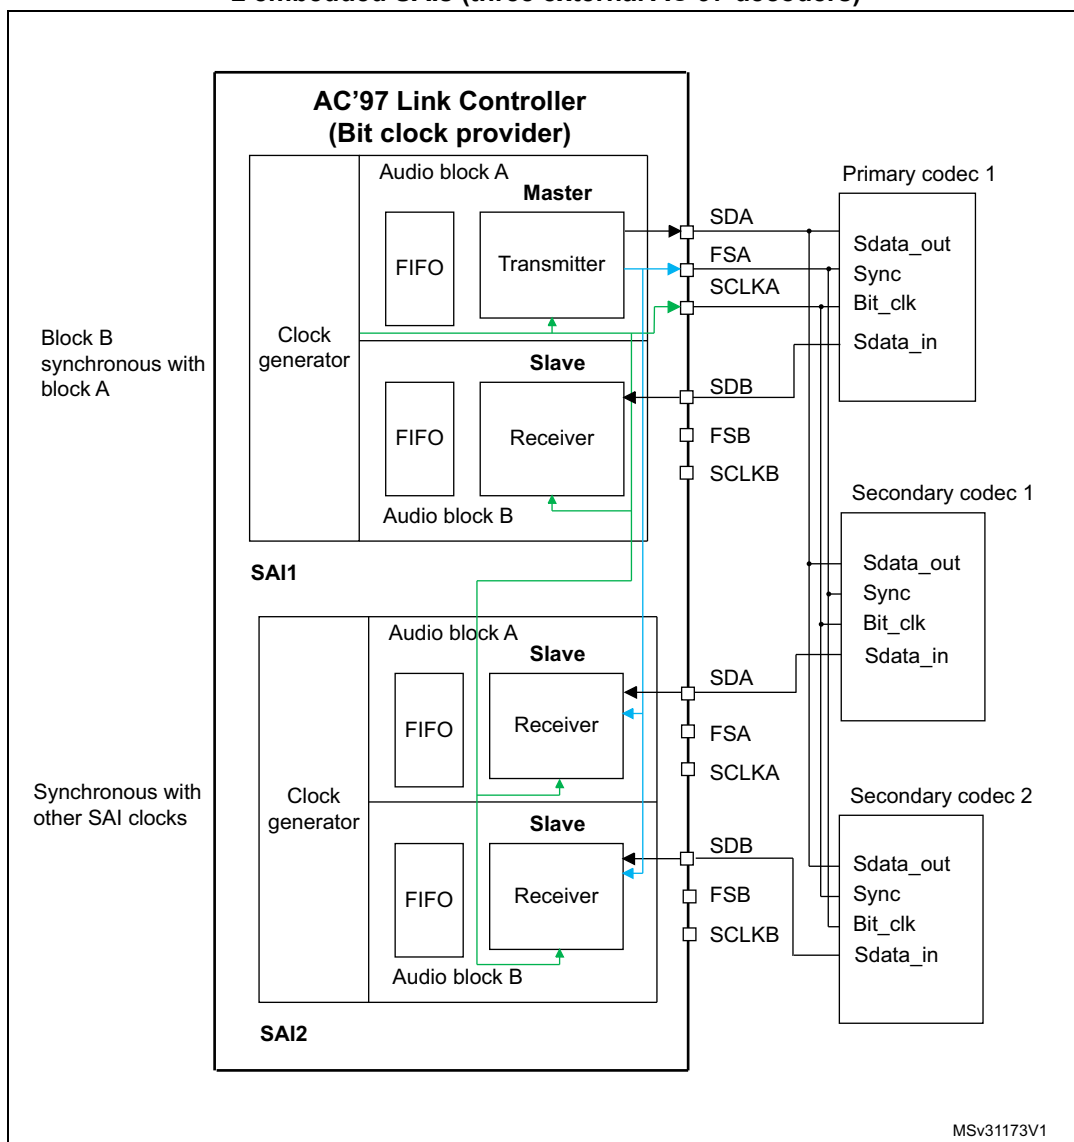 AC’97 Link Controller
(Bit clock provider)
Audio block A
Master
FIFO
Transmitter
Clock
generator
Slave
FIFO
Receiver
Audio block B
SAI1
Block B
synchronous with
block A
SDA
FSA
SCLKA
SDB
FSB
SCLKB
Primary codec 1
Sdata_out
Sync
Bit_clk
Sdata_in
Secondary codec 1
Sdata_out
Sync
Bit_clk
Sdata_in
Audio block A
Slave
FIFO
Receiver
Clock
generator
Slave
FIFO
Receiver
Audio block B
SAI2
Synchronous with
other SAI clocks
SDA
FSA
SCLKA
SDB
FSB
SCLKB
Secondary codec 2
Sdata_out
Sync
Bit_clk
Sdata_in
MSv31173V1